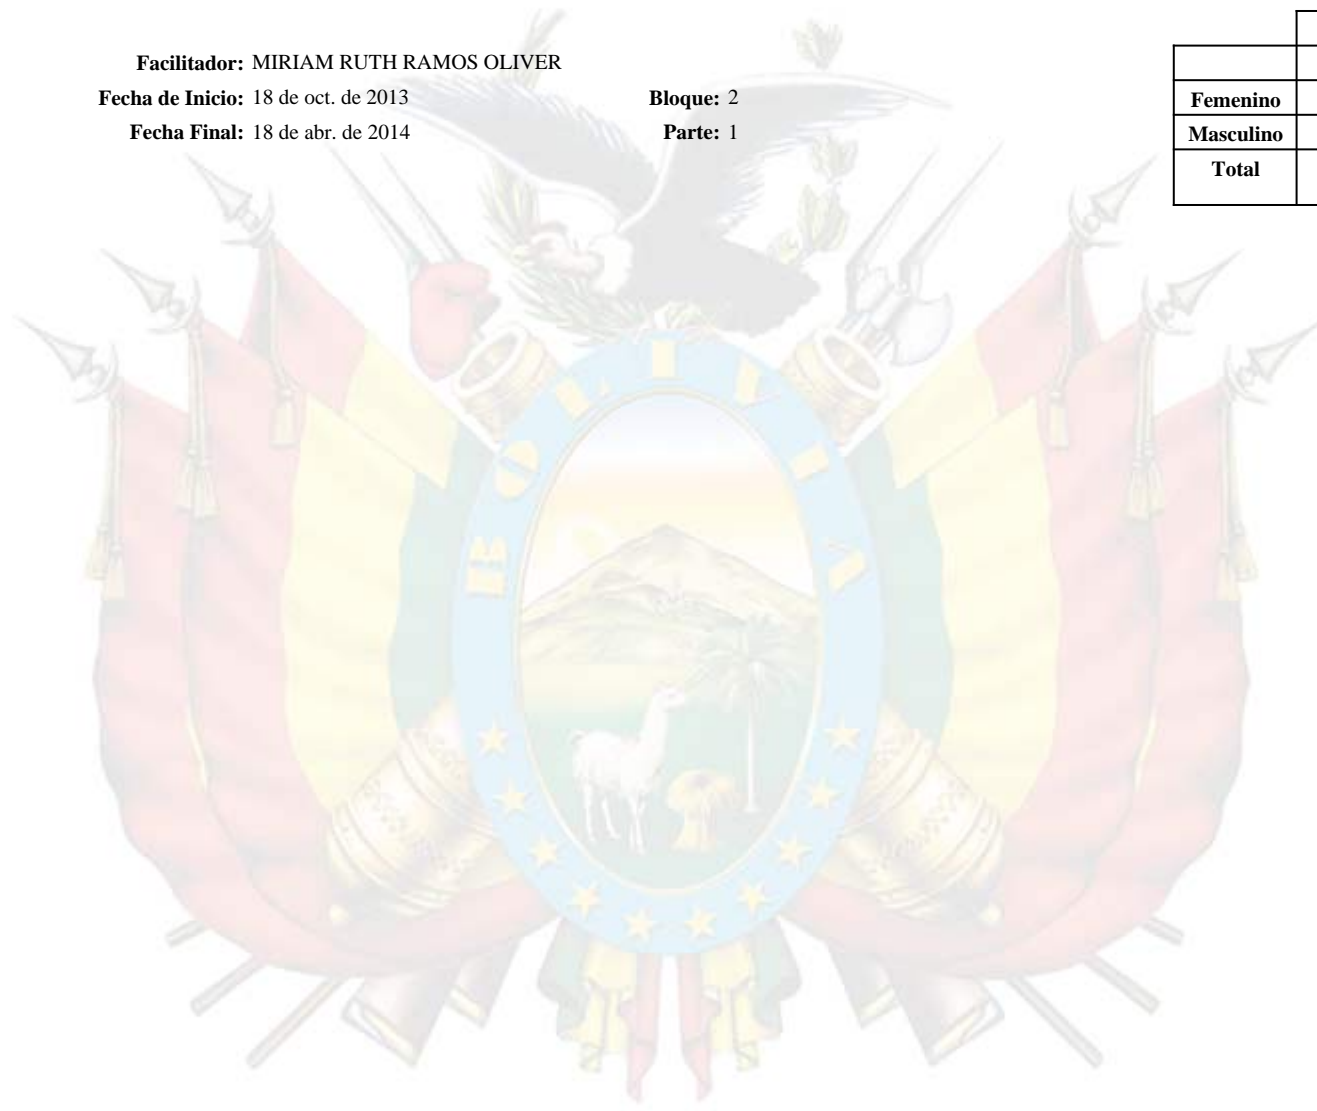 Facilitador: MIRIAM RUTH RAMOS OLIVER
Fecha de Inicio: 18 de oct. de 2013 Bloque: 2
Fecha Final: 18 de abr. de 2014 Parte: 1
Femenino
Masculino
Total
BOLIVIA